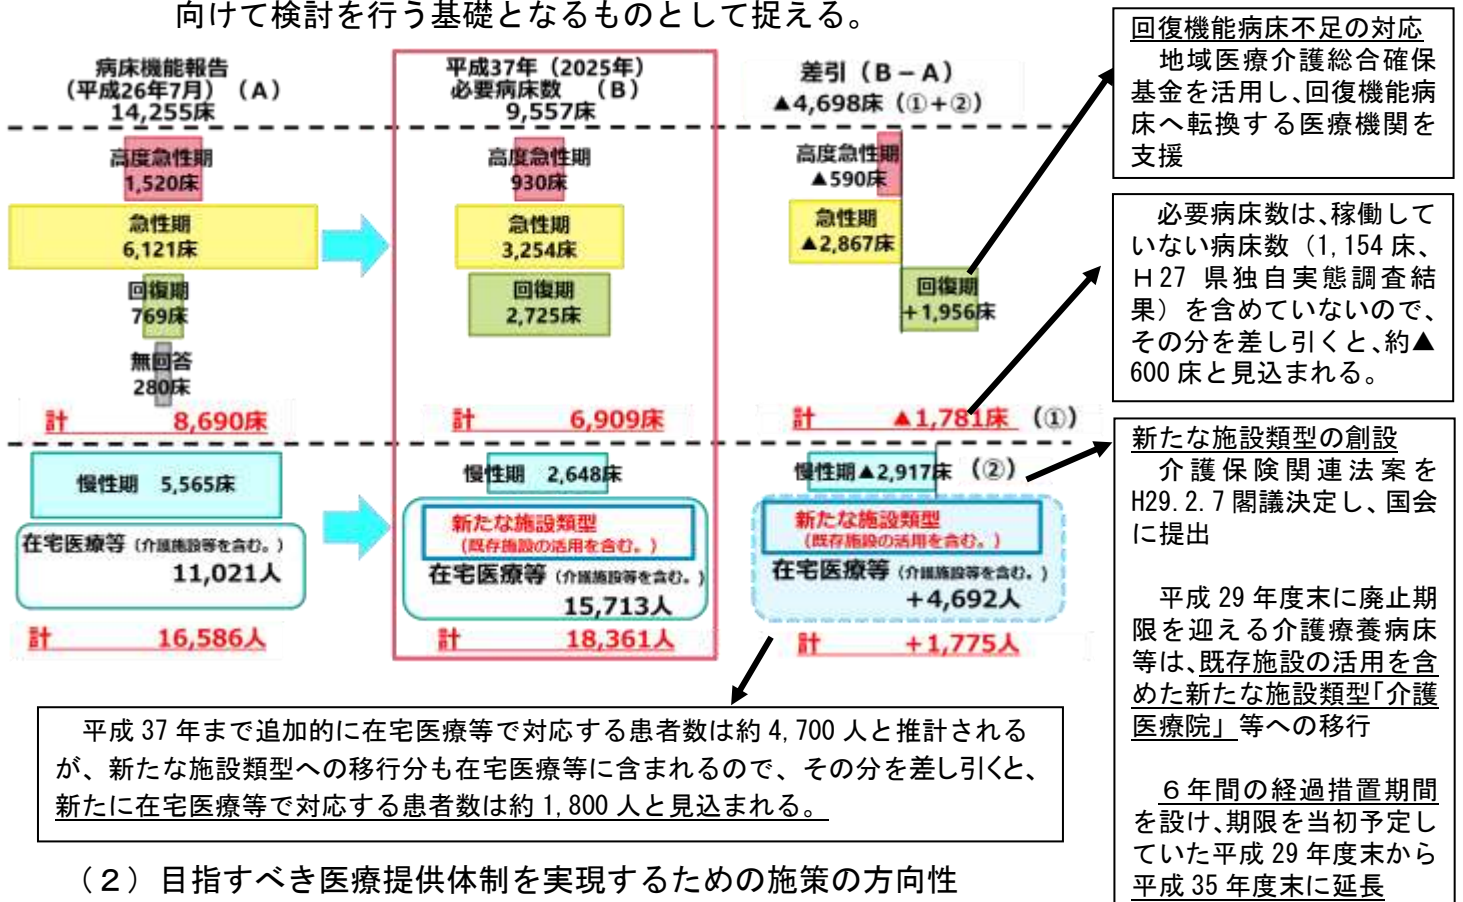 向けて検討を行う基礎となるものとして捉える。
病床機能報告
(平成26年7月) (A)
14,255床
高度急性期
1,520床
急性期
6,121床
回復期
769床
無回答
280床
計 8,690床
慢性期 5,565床
在宅医療等 (介護施設等を含む。)
11,021人
計 16,586人
平成37年 (2025年)
必要病床数 (B)
9,557床
高度急性期
930床
急性期
3,254床
回復期
2,725床
計 6,909床
慢性期 2,648床
新たな施設類型
(既存施設の活用を含む。)
在宅医療等 (介護施設等を含む。)
15,713人
計 18,361人
差引 (B-A)
▲4,698床 (①+②)
高度急性期
▲590床
急性期
▲2,867床
回復期
+1,956床
計 ▲1,781床 (①)
慢性期▲2,917床 (②)
新たな施設類型
(既存施設の活用を含む。)
在宅医療等 (介護施設等を含む。)
+4,692人
計 +1,775人
回復機能病床不足の対応
地域医療介護総合確保
基金を活用し、回復機能病
床へ転換する医療機関を
支援
必要病床数は、稼働して
いない病床数(1,154床、
H27県独自実態調査結
果)を含めていないので、
その分を差し引くと、約▲
600床と見込まれる。
新たな施設類型の創設
介護保険関連法案を
H29.2.7閣議決定し、国会
に提出
平成29年度末に廃止期
限を迎える介護療養病床
等は、既存施設の活用を含
めた新たな施設類型「介護
医療院」等への移行
6年間の経過措置期間
を設け、期限を当初予定し
ていた平成29年度末から
平成35年度末に延長
平成37年まで追加的に在宅医療等で対応する患者数は約4,700人と推計される
が、新たな施設類型への移行分も在宅医療等に含まれるので、その分を差し引くと、
新たに在宅医療等で対応する患者数は約1,800人と見込まれる。
(2)目指すべき医療提供体制を実現するための施策の方向性